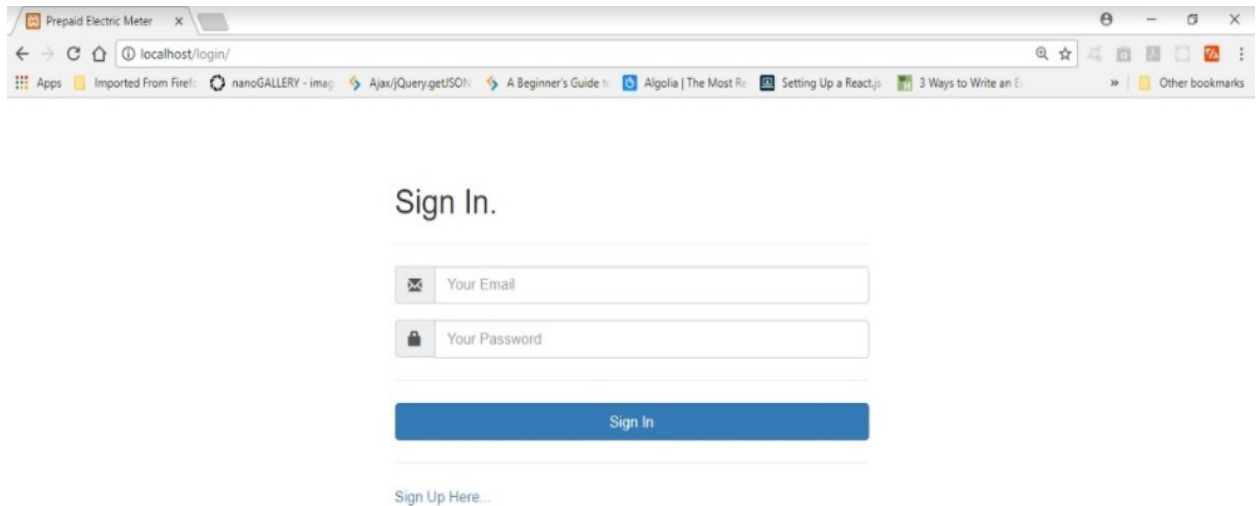 Prepaid Electric Meter
localhost/login/
Apps Imported From Firefo nanoGALLERY - imag Ajax/jQuery.getJSON A Beginner's Guide to Algolia | The Most Re Setting Up a React.js 3 Ways to Write an E Other bookmarks
Sign In.
Your Email
Your Password
Sign In
Sign Up Here...